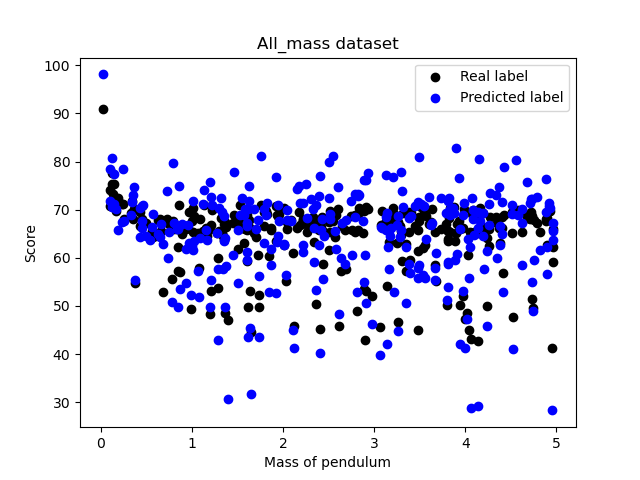 All_mass dataset
Real label
Predicted label
100
90
80
70
60
50
40
30
Score
0 1 2 3 4 5
Mass of pendulum